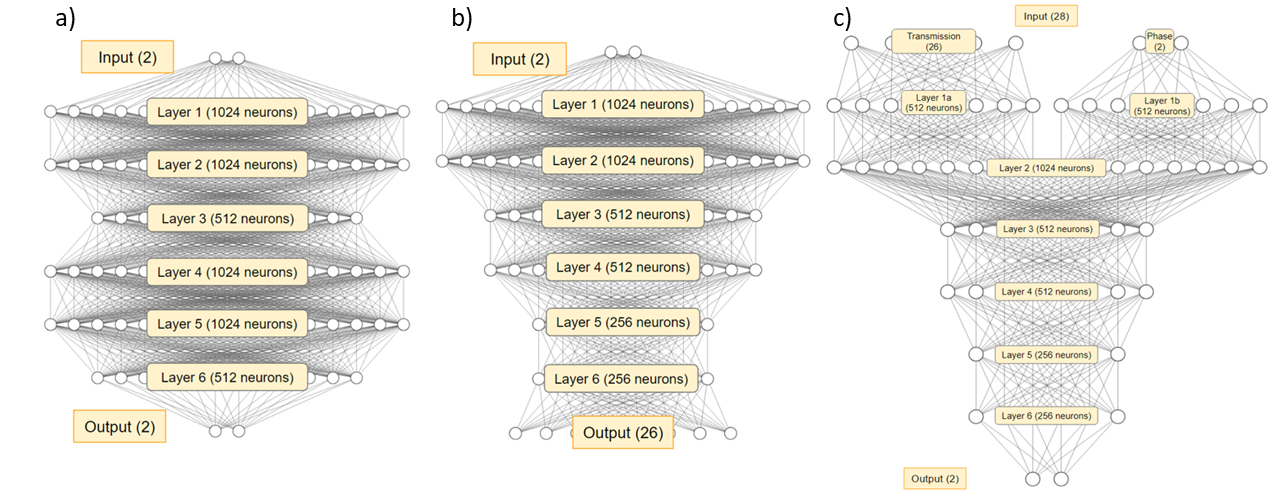 a)
Input (2)
Layer 1 (1024 neurons)
Layer 2 (1024 neurons)
Layer 3 (512 neurons)
Layer 4 (1024 neurons)
Layer 5 (1024 neurons)
Layer 6 (512 neurons)
Output (2)
b)
Input (2)
Layer 1 (1024 neurons)
Layer 2 (1024 neurons)
Layer 3 (512 neurons)
Layer 4 (512 neurons)
Layer 5 (256 neurons)
Layer 6 (256 neurons)
Output (26)
c)
Input (28)
Transmission
(26)
Phase
(2)
Layer 1a
(512 neurons)
Layer 1b
(512 neurons)
Layer 2 (1024 neurons)
Layer 3 (512 neurons)
Layer 4 (512 neurons)
Layer 5 (256 neurons)
Layer 6 (256 neurons)
Output (2)